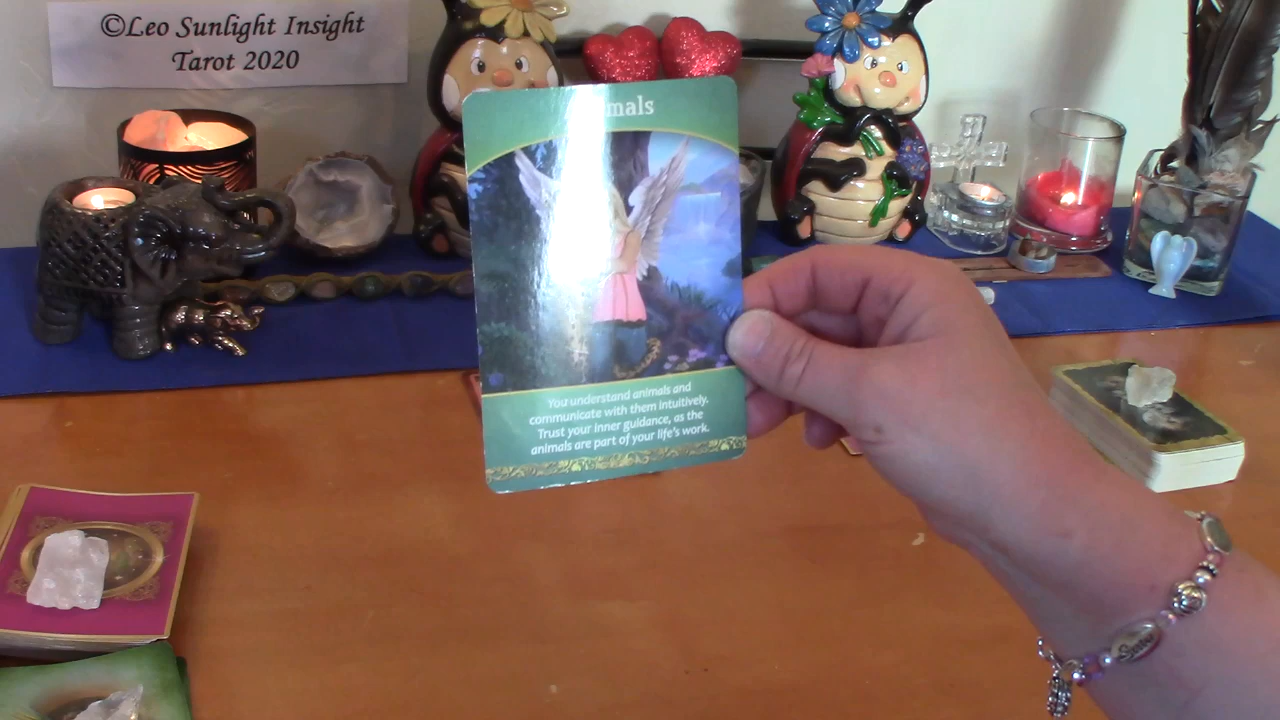 ©Leo Sunlight Insight
Tarot 2020
mals
You understand animals and
communicate with them intuitively.
Trust your inner guidance, as the
animals are part of your life's work.